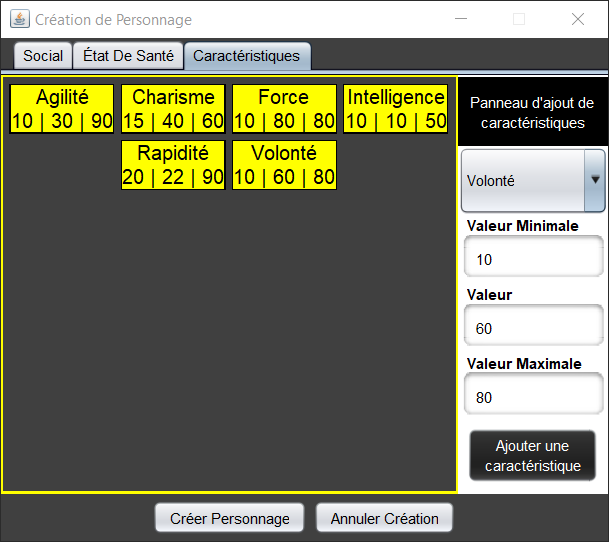 Création de Personnage
Social
État De Santé
Caractéristiques
Agilité
10 | 30 | 90
Charisme
15 | 40 | 60
Force
10 | 80 | 80
Intelligence
10 | 10 | 50
Rapidité
20 | 22 | 90
Volonté
10 | 60 | 80
Panneau d'ajout de
caractéristiques
Volonté
Valeur Minimale
10
Valeur
60
Valeur Maximale
80
Ajouter une
caractéristique
Créer Personnage
Annuler Création